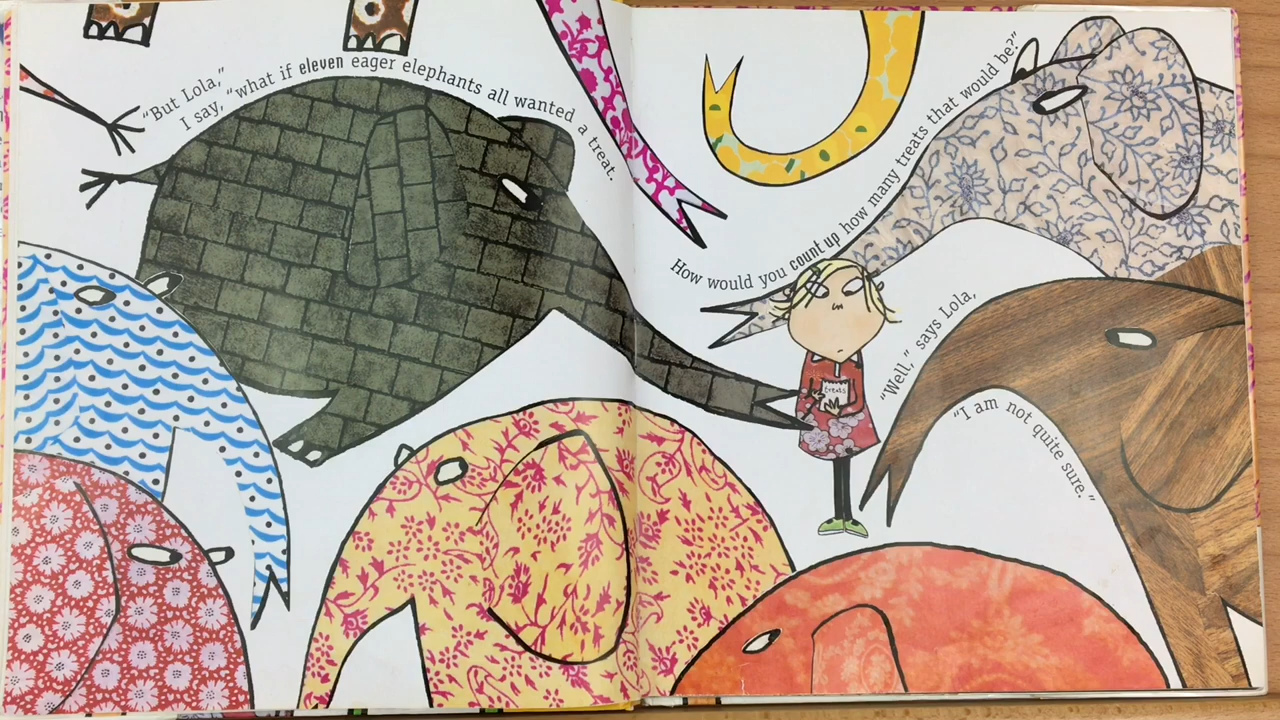 "But Lola,"
I say, "what if eleven eager elephants all wanted a treat.
How would you count up how many treats that would be?"
treats
"Well," says Lola,
"I am not quite sure."